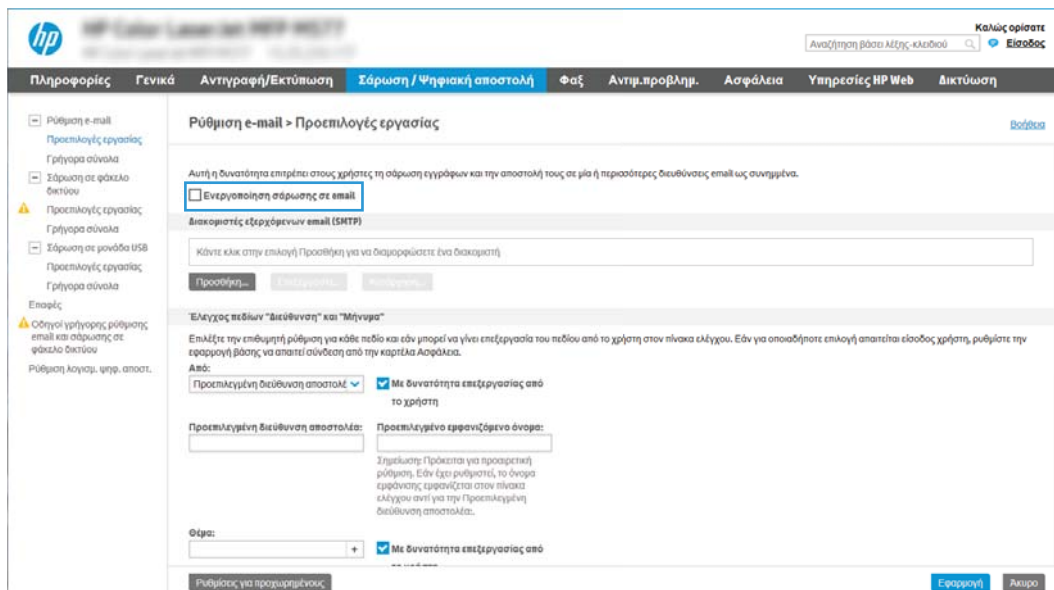 hp
Καλώς ορίσατε
Αναζήτηση βάσει λέξης-κλειδιού
Είσοδος
Πληροφορίες Γενικά Αντιγραφή/Εκτύπωση Σάρωση / Ψηφιακή αποστολή Φαξ Αντιμ.προβλημ. Ασφάλεια Υπηρεσίες HP Web Δικτύωση
Ρύθμιση e-mail
Προεπιλογές εργασίας
Γρήγορα σύνολα
Σάρωση σε φάκελο
δικτύου
Προεπιλογές εργασίας
Γρήγορα σύνολα
Σάρωση σε μονάδα USB
Προεπιλογές εργασίας
Γρήγορα σύνολα
Επαφές
Οδηγοί γρήγορης ρύθμισης
email και σάρωσης σε
φάκελο δικτύου
Ρύθμιση λογισμ. ψηφ. αποστ.
Ρύθμιση e-mail > Προεπιλογές εργασίας
Βοήθεια
Αυτή η δυνατότητα επιτρέπει στους χρήστες τη σάρωση εγγράφων και την αποστολή τους σε μία ή περισσότερες διευθύνσεις email ως συνημμένα.
Ενεργοποίηση σάρωσης σε email
Διακομιστές εξερχόμενων email (SMTP)
Κάντε κλικ στην επιλογή Προσθήκη για να διαμορφώσετε ένα διακομιστή
Προσθήκη...
Έλεγχος πεδίων "Διεύθυνση" και "Μήνυμα"
Επιλέξτε την επιθυμητή ρύθμιση για κάθε πεδίο και εάν μπορεί να γίνει επεξεργασία του πεδίου από το χρήστη στον πίνακα ελέγχου. Εάν για οποιαδήποτε επιλογή απαιτείται είσοδος χρήστη, ρυθμίστε την
εφαρμογή βάσης να απαιτεί σύνδεση από την καρτέλα Ασφάλεια.
Από:
Προεπιλεγμένη διεύθυνση αποστολέ
Με δυνατότητα επεξεργασίας από
το χρήστη
Προεπιλεγμένη διεύθυνση αποστολέα:
Προεπιλεγμένο εμφανιζόμενο όνομα:
Σημείωση: Πρόκειται για προαιρετική
ρύθμιση. Εάν έχει ρυθμιστεί, το όνομα
εμφάνισης εμφανίζεται στον πίνακα
ελέγχου αντί για την Προεπιλεγμένη
διεύθυνση αποστολέα:.
Θέμα:
+
Με δυνατότητα επεξεργασίας από
Ρυθμίσεις για προχωρημένους
Εφαρμογή
Άκυρο